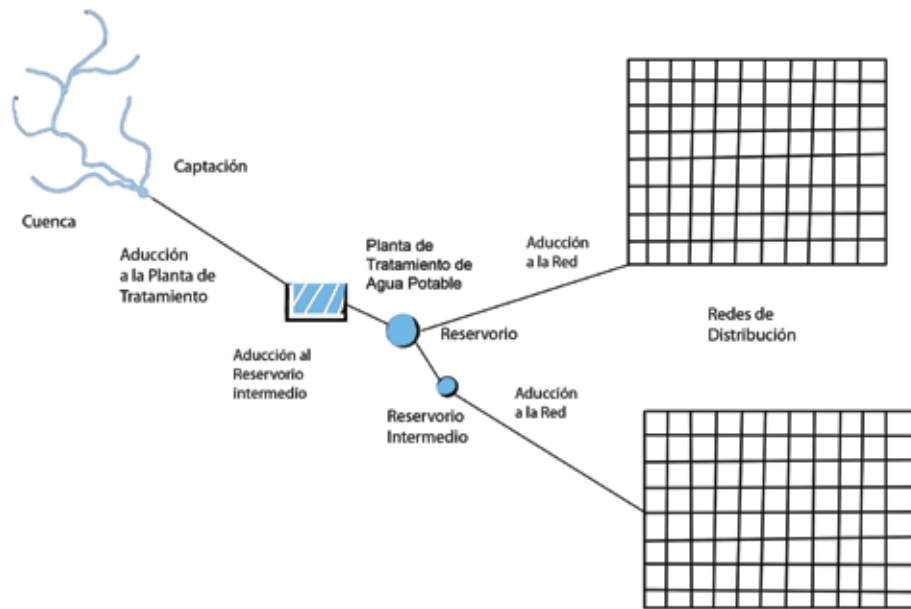 Captación
Cuenca
Aducción
a la Planta de
Tratamiento
Planta de
Tratamiento de
Agua Potable
Aducción
a la Red
Reservorio
Redes de
Distribución
Aducción al
Reservorio
intermedio
Reservorio
Intermedio
Aducción
a la Red